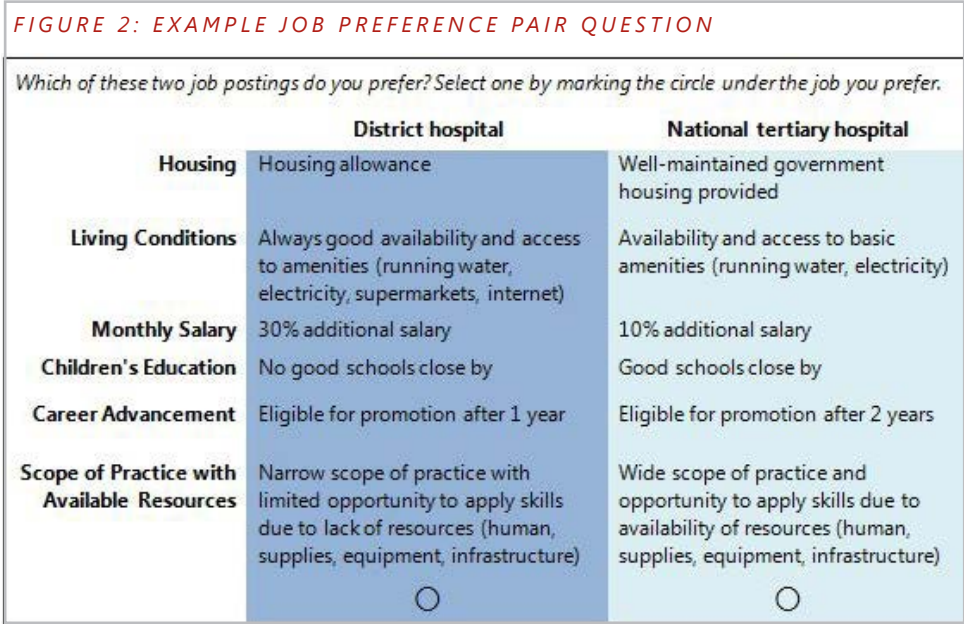 FIGURE 2: EXAMPLE JOB PREFERENCE PAIR QUESTION
Which of these two job postings do you prefer? Select one by marking the circle under the job you prefer.
District hospital
National tertiary hospital
Housing
Housing allowance
Well-maintained government
housing provided
Living Conditions
Always good availability and access
to amenities (running water,
electricity, supermarkets, internet)
Availability and access to basic
amenities (running water, electricity)
Monthly Salary
30% additional salary
10% additional salary
Children's Education
No good schools close by
Good schools close by
Career Advancement
Eligible for promotion after 1 year
Eligible for promotion after 2 years
Scope of Practice with
Available Resources
Narrow scope of practice with
limited opportunity to apply skills
due to lack of resources (human,
supplies, equipment, infrastructure)
Wide scope of practice and
opportunity to apply skills due to
availability of resources (human,
supplies, equipment, infrastructure)